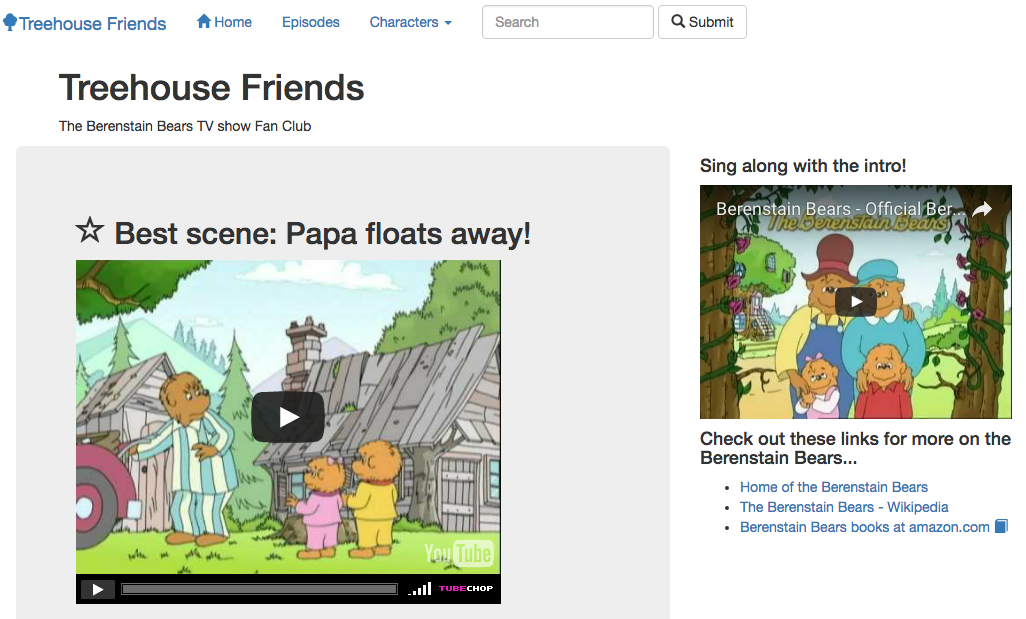 Treehouse Friends Home Episodes Characters Search Submit
Treehouse Friends
The Berenstain Bears TV show Fan Club
Best scene: Papa floats away!
YouTube
TUBECHOP
Sing along with the intro!
Berenstain Bears - Official Ber...
The Berenstain Bears
Check out these links for more on the
Berenstain Bears...
Home of the Berenstain Bears
The Berenstain Bears - Wikipedia
Berenstain Bears books at amazon.com